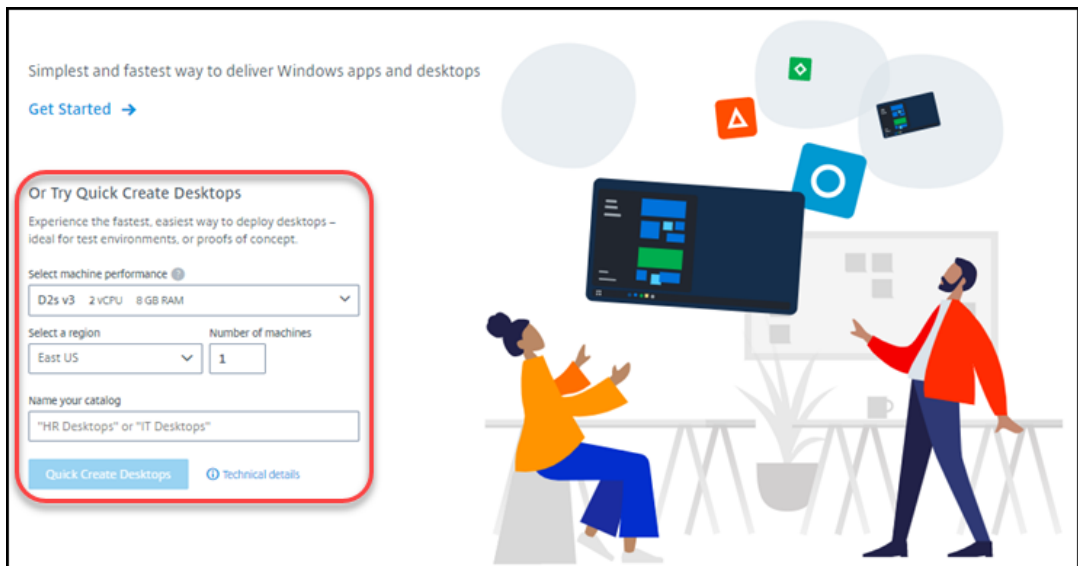 Simplest and fastest way to deliver Windows apps and desktops
Get Started →
Or Try Quick Create Desktops
Experience the fastest, easiest way to deploy desktops –
ideal for test environments, or proofs of concept.
Select machine performance ?
D2s v3 2 vCPU 8 GB RAM
Select a region Number of machines
East US 1
Name your catalog
"HR Desktops" or "IT Desktops"
Quick Create Desktops Technical details